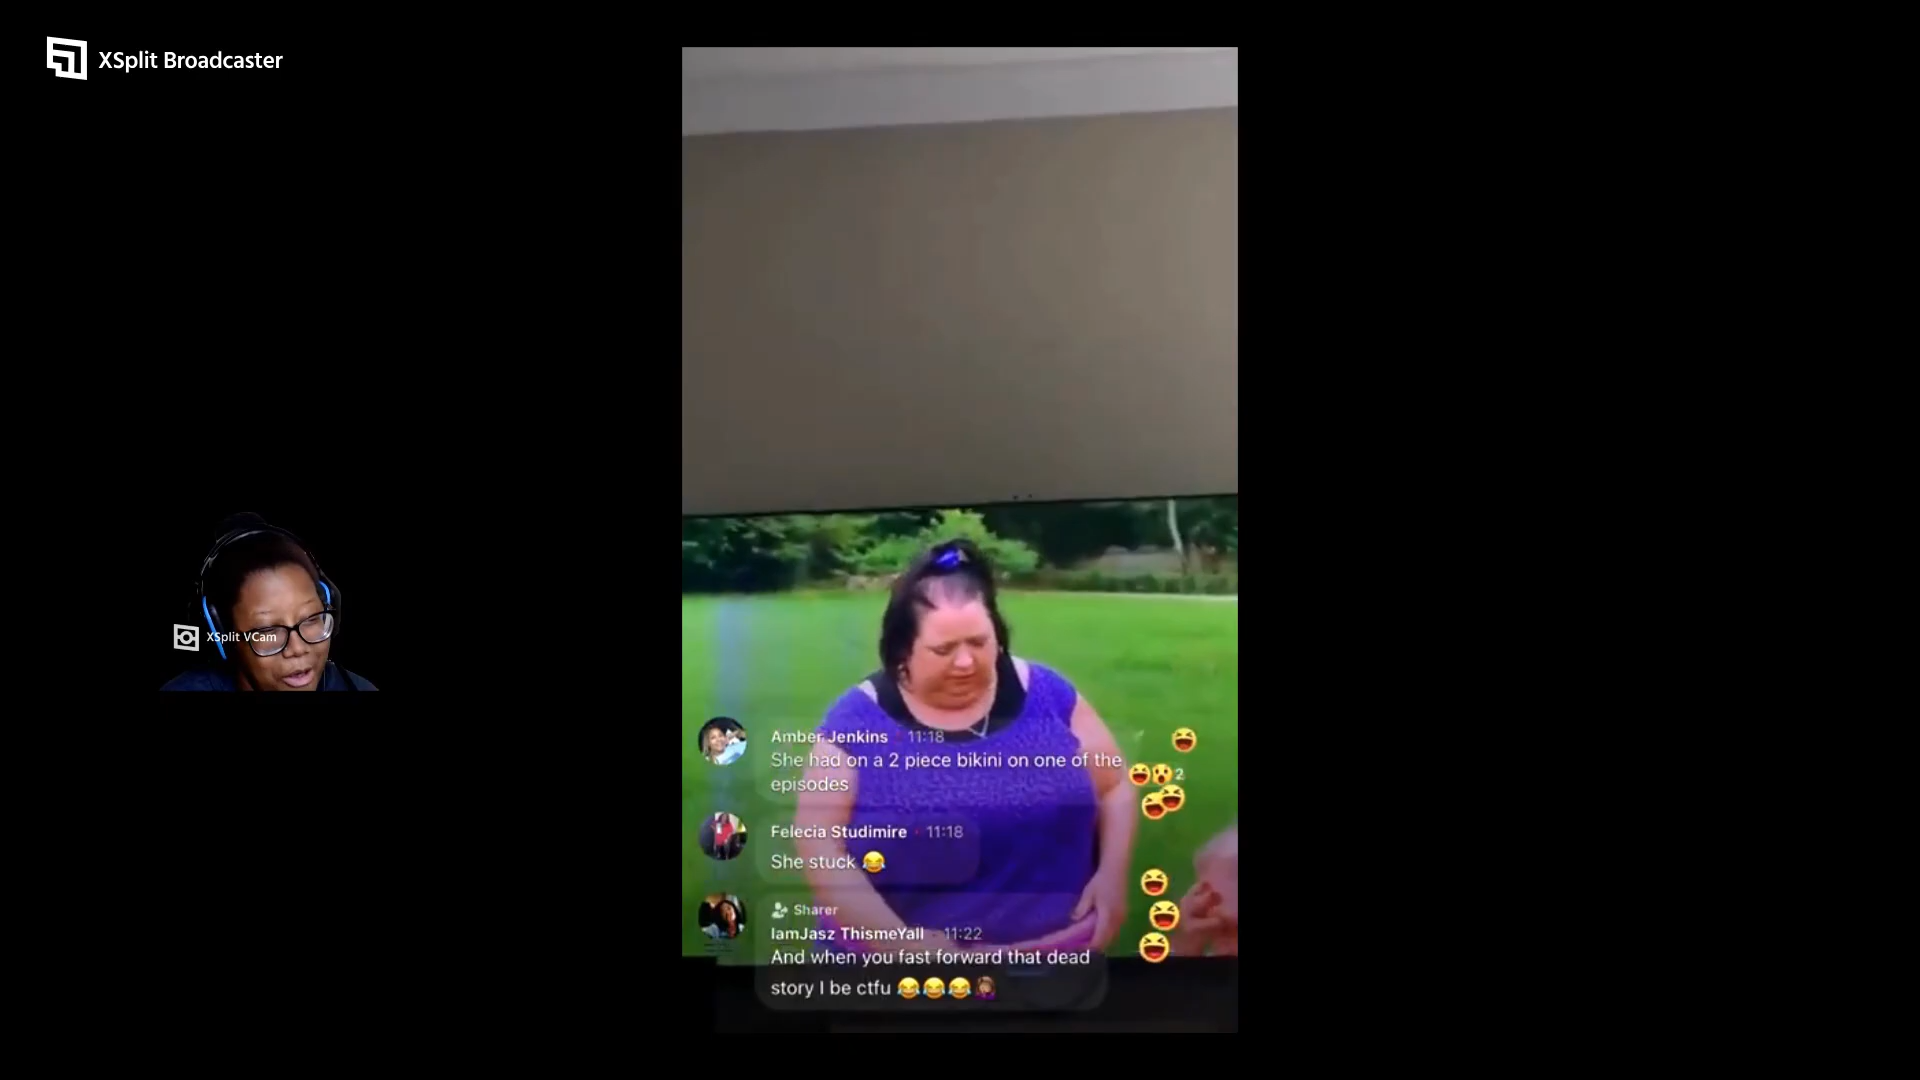 XSplit Broadcaster
XSplit VCam
Amber Jenkins · 11:18
She had on a 2 piece bikini on one of the
episodes
2
Felecia Studimire · 11:18
She stuck 😂
Sharer
IamJasz ThismeYall · 11:22
And when you fast forward that dead
story I be ctfu 😂😂😂🤦🏽‍♀️